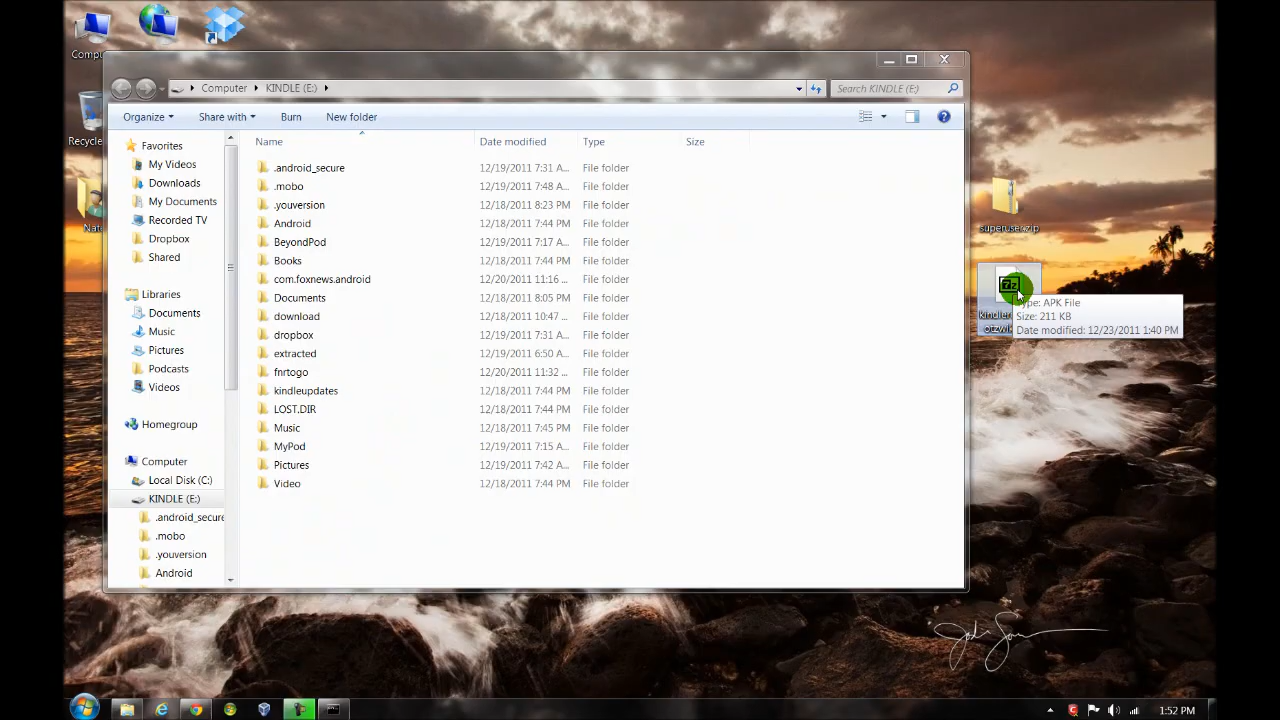 Compu
Recycle
Nate
Computer
KINDLE (E:)
Search KINDLE (E:)
Organize
Share with
Burn
New folder
Name
Date modified
Type
Size
Favorites
My Videos
Downloads
My Documents
Recorded TV
Dropbox
Shared
Libraries
Documents
Music
Pictures
Podcasts
Videos
Homegroup
Computer
Local Disk (C:)
KINDLE (E:)
.android_secure
.mobo
.youversion
Android
.android_secure 12/19/2011 7:31 A... File folder
.mobo 12/19/2011 7:48 A... File folder
.youversion 12/18/2011 8:23 PM File folder
Android 12/18/2011 7:44 PM File folder
BeyondPod 12/19/2011 7:17 A... File folder
Books 12/18/2011 7:44 PM File folder
com.foxnews.android 12/20/2011 11:16 ... File folder
Documents 12/18/2011 8:05 PM File folder
download 12/18/2011 10:47 ... File folder
dropbox 12/19/2011 7:31 A... File folder
extracted 12/19/2011 6:50 A... File folder
fnrtogo 12/20/2011 11:32 ... File folder
kindleupdates 12/18/2011 7:44 PM File folder
LOST.DIR 12/18/2011 7:44 PM File folder
Music 12/18/2011 7:45 PM File folder
MyPod 12/19/2011 7:15 A... File folder
Pictures 12/19/2011 7:42 A... File folder
Video 12/18/2011 7:44 PM File folder
superuser.zip
7z
Type: APK File
Size: 211 KB
Date modified: 12/23/2011 1:40 PM
1:52 PM